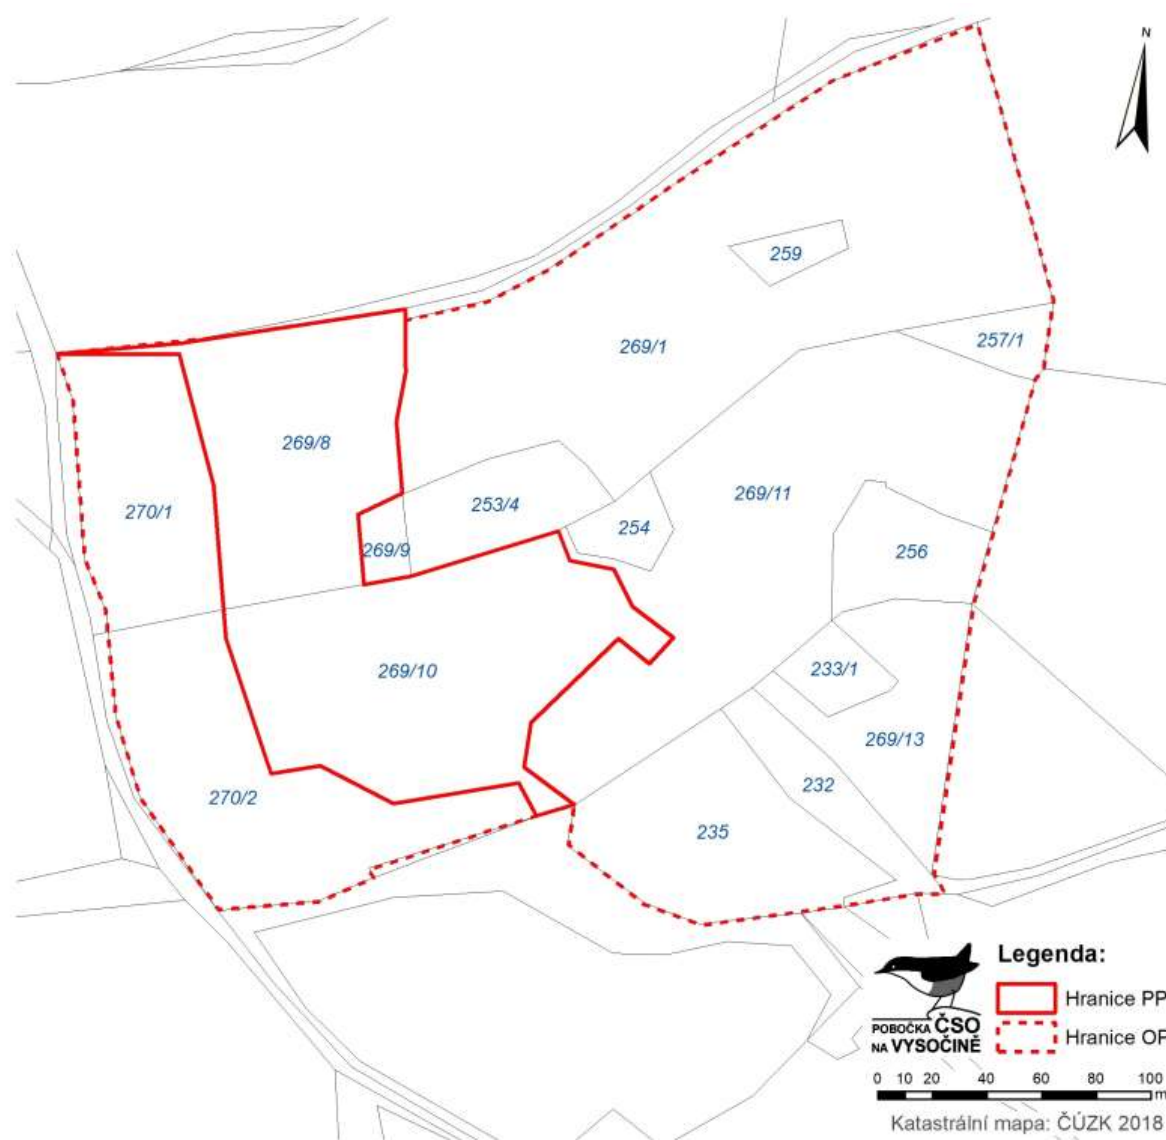 N
259
269/1
257/1
269/8
270/1
253/4
269/11
254
269/9
256
269/10
233/1
269/13
270/2
232
235
Legenda:
Hranice PP
Hranice OP
POBOČKA ČSO
NA VYSOČINĚ
0 10 20 40 60 80 100
m
Katastrální mapa: ČÚZK 2018